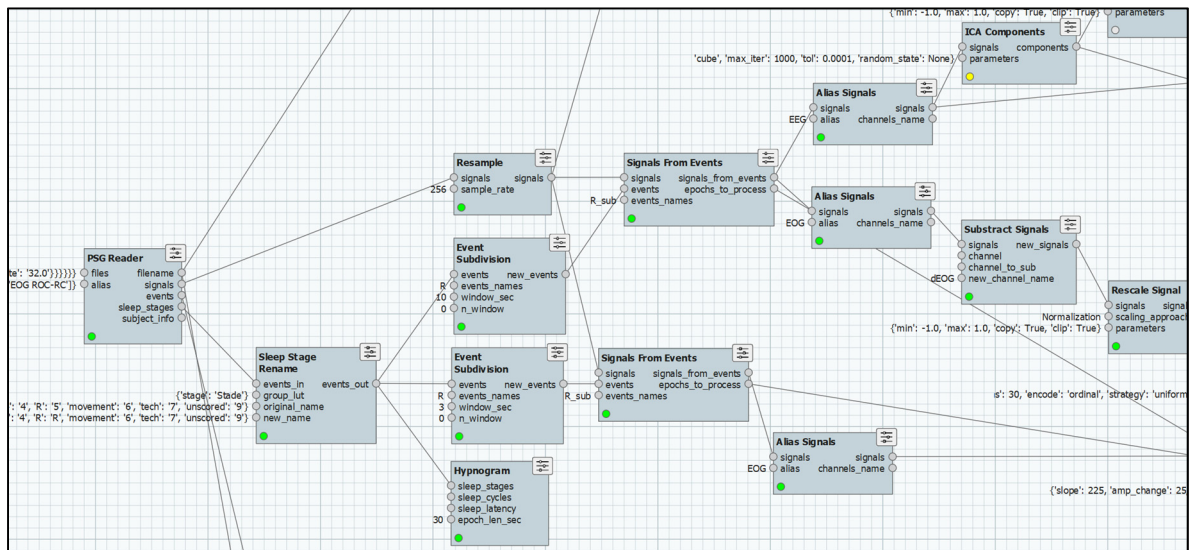 {'min': -1.0, 'max': 1.0, 'copy': True, 'clip': True}
parameters
ICA Components
signals components
'cube', 'max_iter': 1000, 'tol': 0.0001, 'random_state': None}
parameters
Alias Signals
signals signals
EEG alias channels_name
Resample
signals signals
256 sample_rate
Signals From Events
signals signals_from_events
events epochs_to_process
R_sub events_names
Alias Signals
signals signals
EOG alias channels_name
Substract Signals
signals new_signals
channel
channel_to_sub
dEOG new_channel_name
PSG Reader
te': '32.0'}}}}}} files filename
'EOG ROC-RC']} alias signals
events
sleep_stages
subject_info
Event
Subdivision
events new_events
R events_names
10 window_sec
0 n_window
Rescale Signal
signals signal
Normalization scaling_approach
{'min': -1.0, 'max': 1.0, 'copy': True, 'clip': True} parameters
Sleep Stage
Rename
events_in events_out
{'stage': 'Stade'} group_lut
': '4', 'R': '5', 'movement': '6', 'tech': '7', 'unscored': '9'} original_name
': '4', 'R': 'R', 'movement': '6', 'tech': '7', 'unscored': '9'} new_name
Event
Subdivision
events new_events
R events_names
3 window_sec
0 n_window
Signals From Events
signals signals_from_events
events epochs_to_process
R_sub events_names
s': 30, 'encode': 'ordinal', 'strategy': 'uniform
Alias Signals
signals signals
EOG alias channels_name
Hypnogram
sleep_stages
sleep_cycles
sleep_latency
30 epoch_len_sec
{'slope': 225, 'amp_change': 25